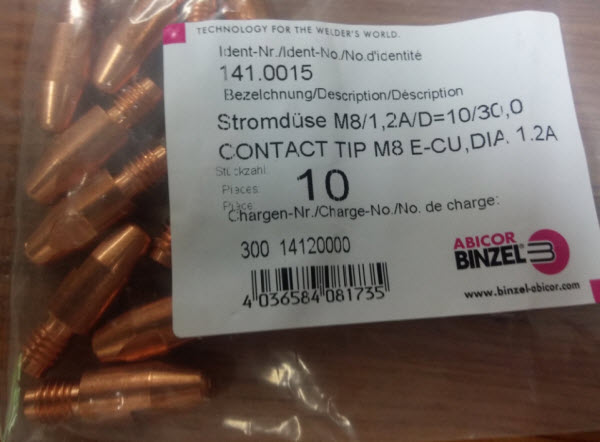 TECHNOLOGY FOR THE WELDER'S WORLD.
Ident-Nr./Ident-No./No.d'icentité
141.0015
Bezeichnung/Description/Déscription
Stromdüse M8/1,2A/D=10/30,0
CONTACT TIP M8 E-CU,DIA. 1.2A
Stückzahl:
Pieces:
Pièce:
10
Chargen-Nr./Charge-No./No. de charge:
300 14120000
ABICOR
BINZEL
®
4 036584 081735
www.binzel-abicor.com